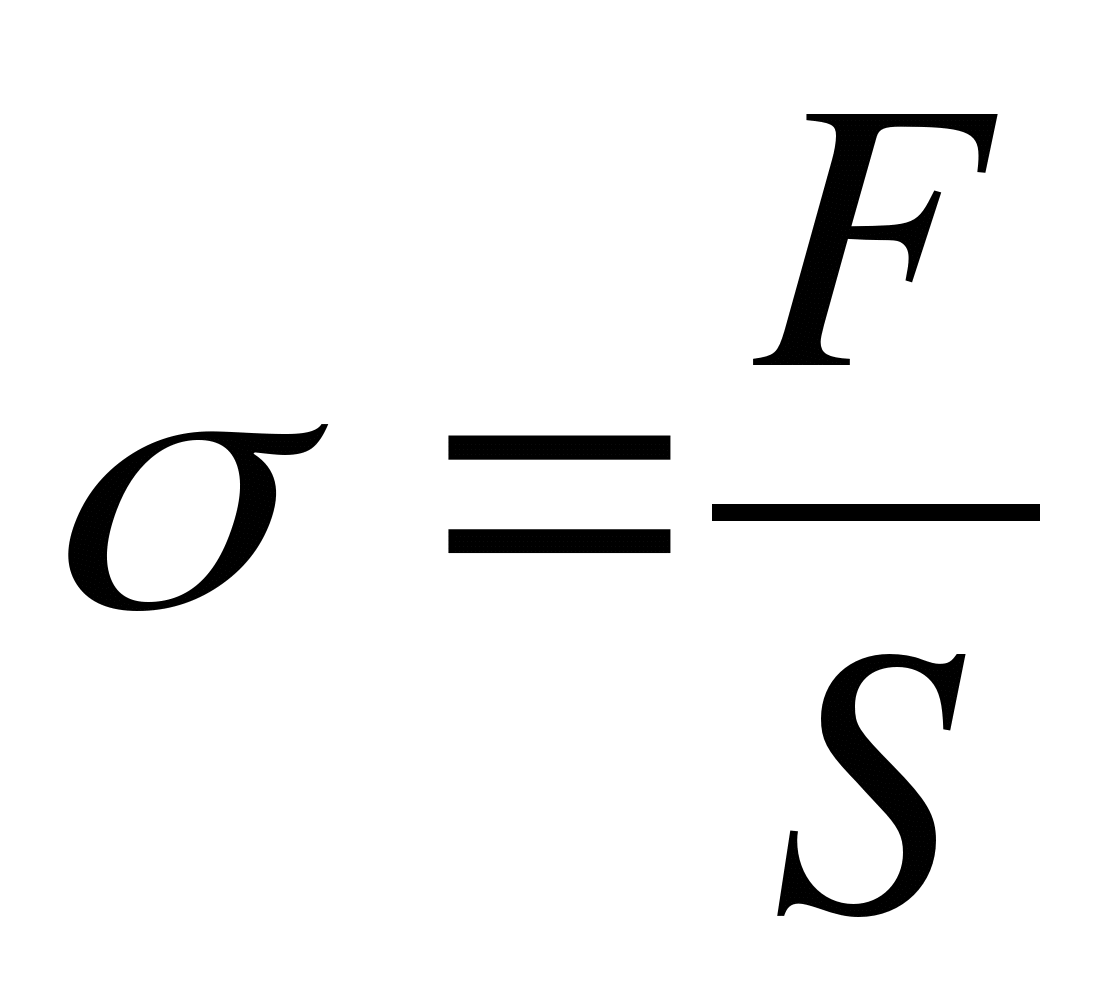 σ = F/S